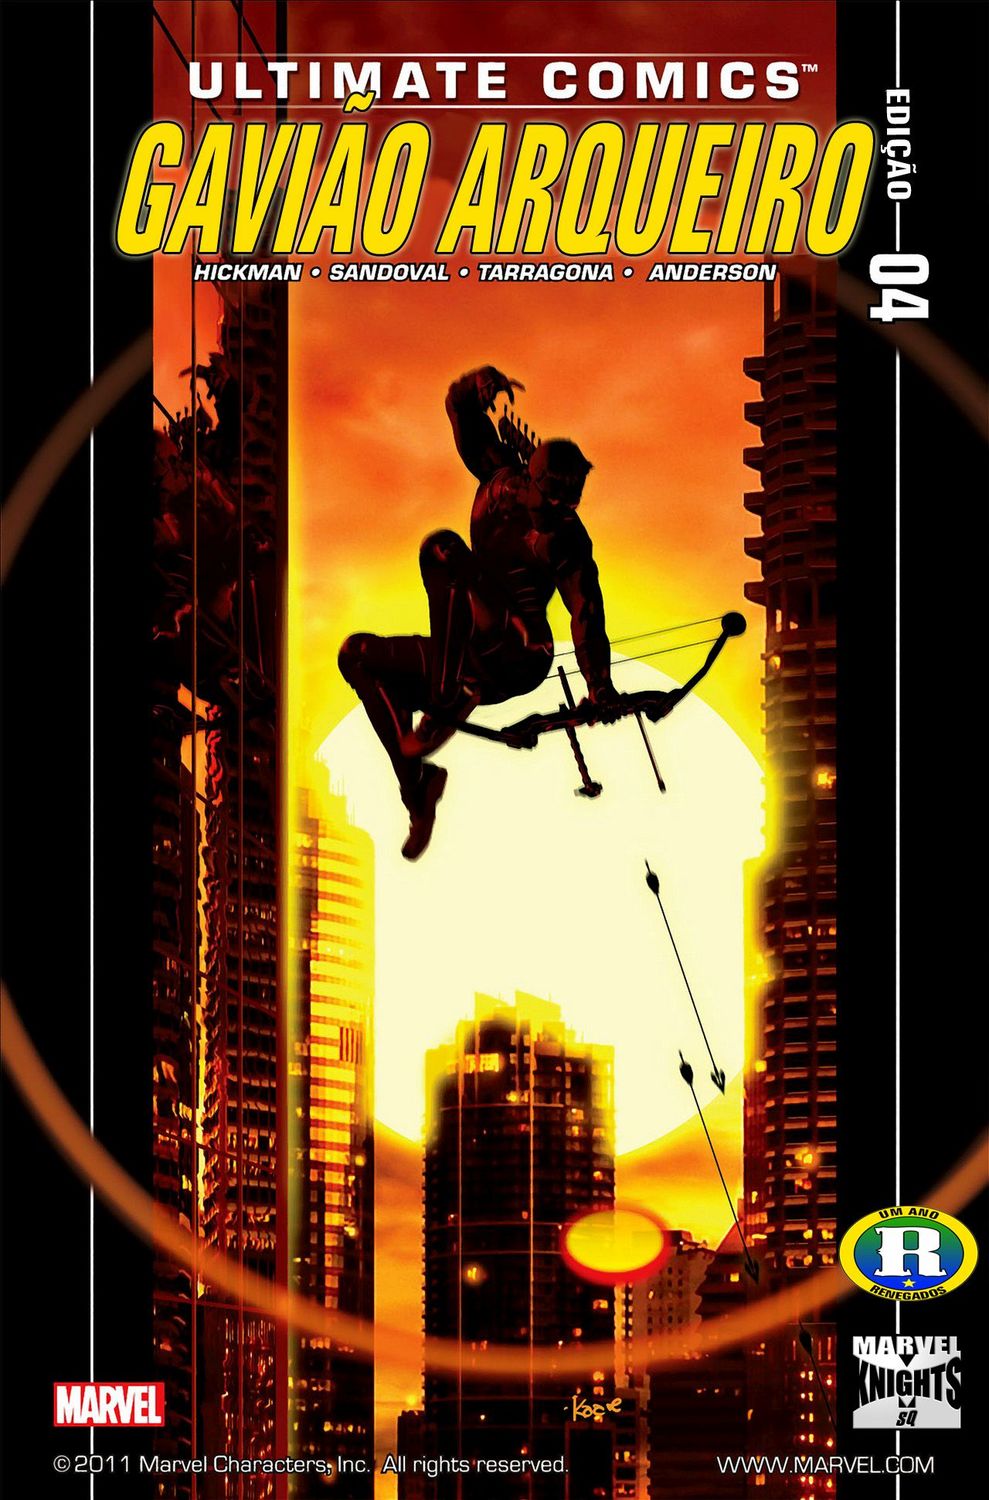 ULTIMATE COMICS™
GAVIÃO ARQUEIRO
HICKMAN • SANDOVAL • TARRAGONA • ANDERSON
EDIÇÃO 04
UM ANO
R
RENEGADOS
MARVEL
KNIGHTS
SQ
MARVEL
Kaare
©2011 Marvel Characters, Inc. All rights reserved.
WWW.MARVEL.COM